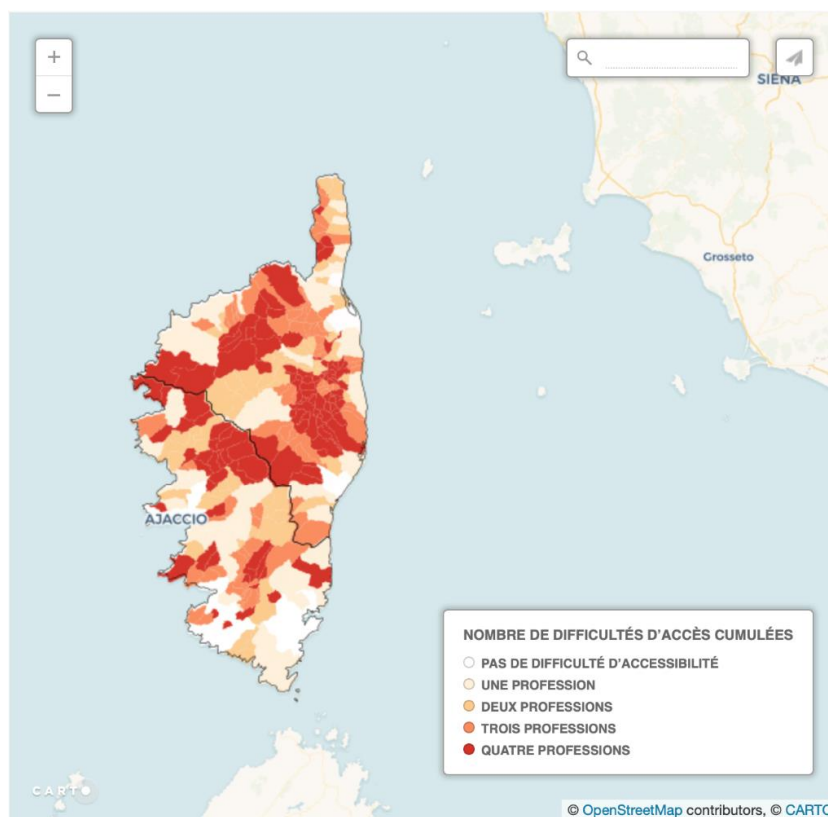 +
−
SIENA
Grosseto
AJACCIO
NOMBRE DE DIFFICULTÉS D'ACCÈS CUMULÉES
PAS DE DIFFICULTÉ D'ACCESSIBILITÉ
UNE PROFESSION
DEUX PROFESSIONS
TROIS PROFESSIONS
QUATRE PROFESSIONS
CARTO
© OpenStreetMap contributors, © CARTO